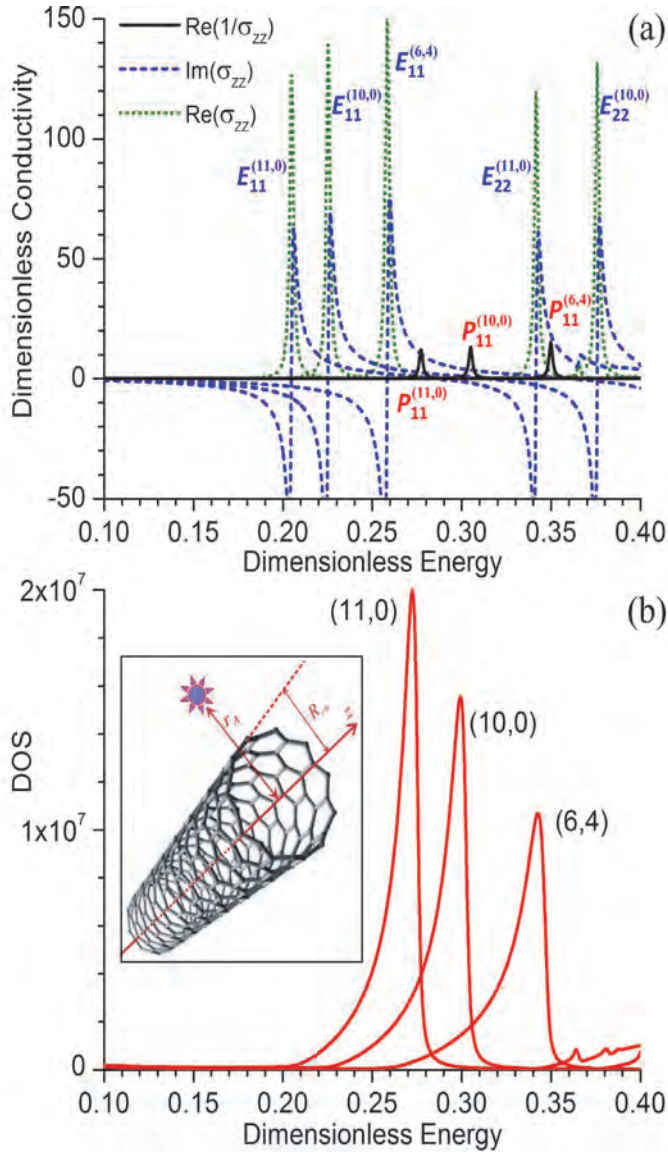 (a)
Re(1/σzz)
Im(σzz)
Re(σzz)
E11(6,4)
E11(10,0)
E22(10,0)
E11(11,0)
E22(11,0)
P11(6,4)
P11(10,0)
P11(11,0)
Dimensionless Conductivity
150
100
50
0
-50
0.10 0.15 0.20 0.25 0.30 0.35 0.40
Dimensionless Energy
(b)
2x10^7
(11,0)
(10,0)
(6,4)
DOS
1x10^7
0
rA
0.10 0.15 0.20 0.25 0.30 0.35 0.40
Dimensionless Energy